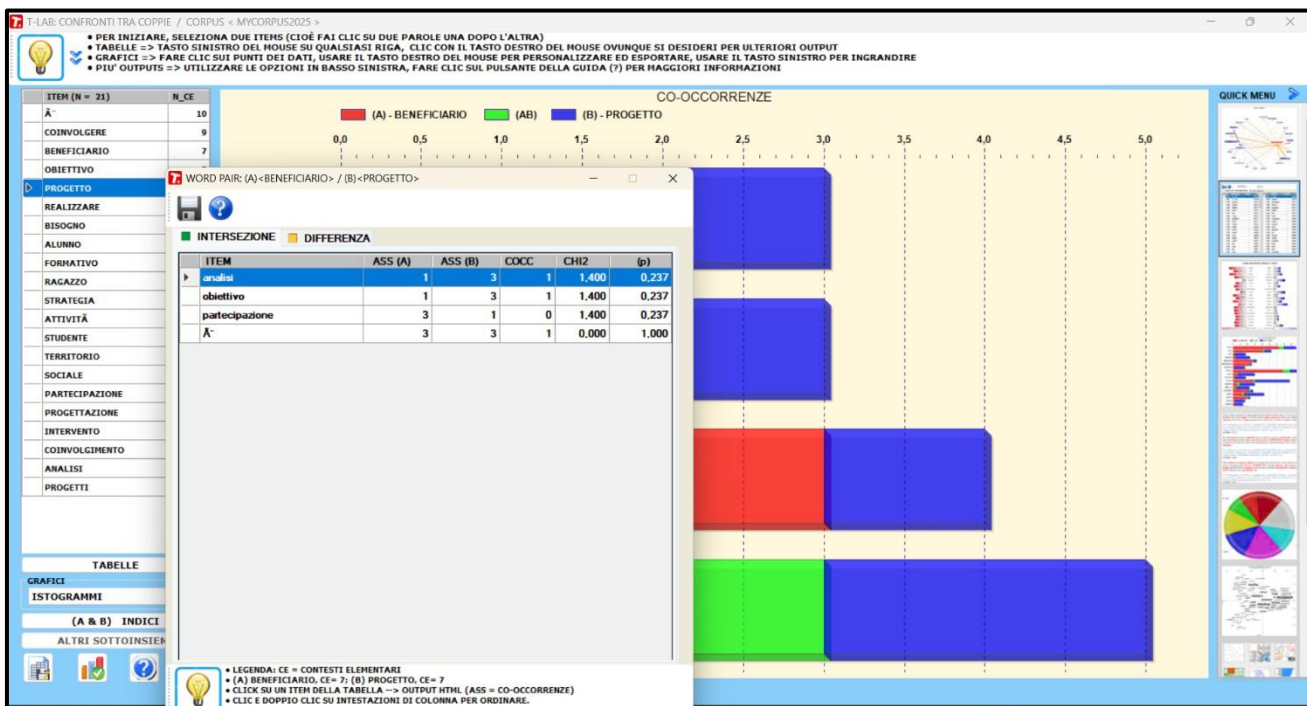 T-LAB: CONFRONTI TRA COPPIE / CORPUS < MYCORPUS2025 >
• PER INIZIARE, SELEZIONA DUE ITEMS (CIOÈ FAI CLIC SU DUE PAROLE UNA DOPO L'ALTRA)
• TABELLE => TASTO SINISTRO DEL MOUSE SU QUALSIASI RIGA, CLIC CON IL TASTO DESTRO DEL MOUSE OVUNQUE SI DESIDERI PER ULTERIORI OUTPUT
• GRAFICI => FARE CLIC SUI PUNTI DEI DATI, USARE IL TASTO DESTRO DEL MOUSE PER PERSONALIZZARE ED ESPORTARE, USARE IL TASTO SINISTRO PER INGRANDIRE
• PIU' OUTPUTS => UTILIZZARE LE OPZIONI IN BASSO SINISTRA, FARE CLIC SUL PULSANTE DELLA GUIDA (?) PER MAGGIORI INFORMAZIONI
ITEM (N = 21) N_CE
Ã¨ 10
COINVOLGERE 9
BENEFICIARIO 7
OBIETTIVO
PROGETTO
REALIZZARE
BISOGNO
ALUNNO
FORMATIVO
RAGAZZO
STRATEGIA
ATTIVITÃ
STUDENTE
TERRITORIO
SOCIALE
PARTECIPAZIONE
PROGETTAZIONE
INTERVENTO
COINVOLGIMENTO
ANALISI
PROGETTI
TABELLE
GRAFICI
ISTOGRAMMI
(A & B) INDICI
ALTRI SOTTOINSIEM
CO-OCCORRENZE
(A) - BENEFICIARIO (AB) (B) - PROGETTO
0,0 0,5 1,0 1,5 2,0 2,5 3,0 3,5 4,0 4,5 5,0
WORD PAIR: (A)<BENEFICIARIO> / (B)<PROGETTO>
INTERSEZIONE DIFFERENZA
ITEM ASS (A) ASS (B) COCC CHI2 (p)
analisi 1 3 1 1,400 0,237
obiettivo 1 3 1 1,400 0,237
partecipazione 3 1 0 1,400 0,237
Ã¨ 3 3 1 0,000 1,000
• LEGENDA: CE = CONTESTI ELEMENTARI
• (A) BENEFICIARIO, CE= 7; (B) PROGETTO, CE= 7
• CLICK SU UN ITEM DELLA TABELLA --> OUTPUT HTML (ASS = CO-OCCORRENZE)
• CLIC E DOPPIO CLIC SU INTESTAZIONI DI COLONNA PER ORDINARE.
QUICK MENU